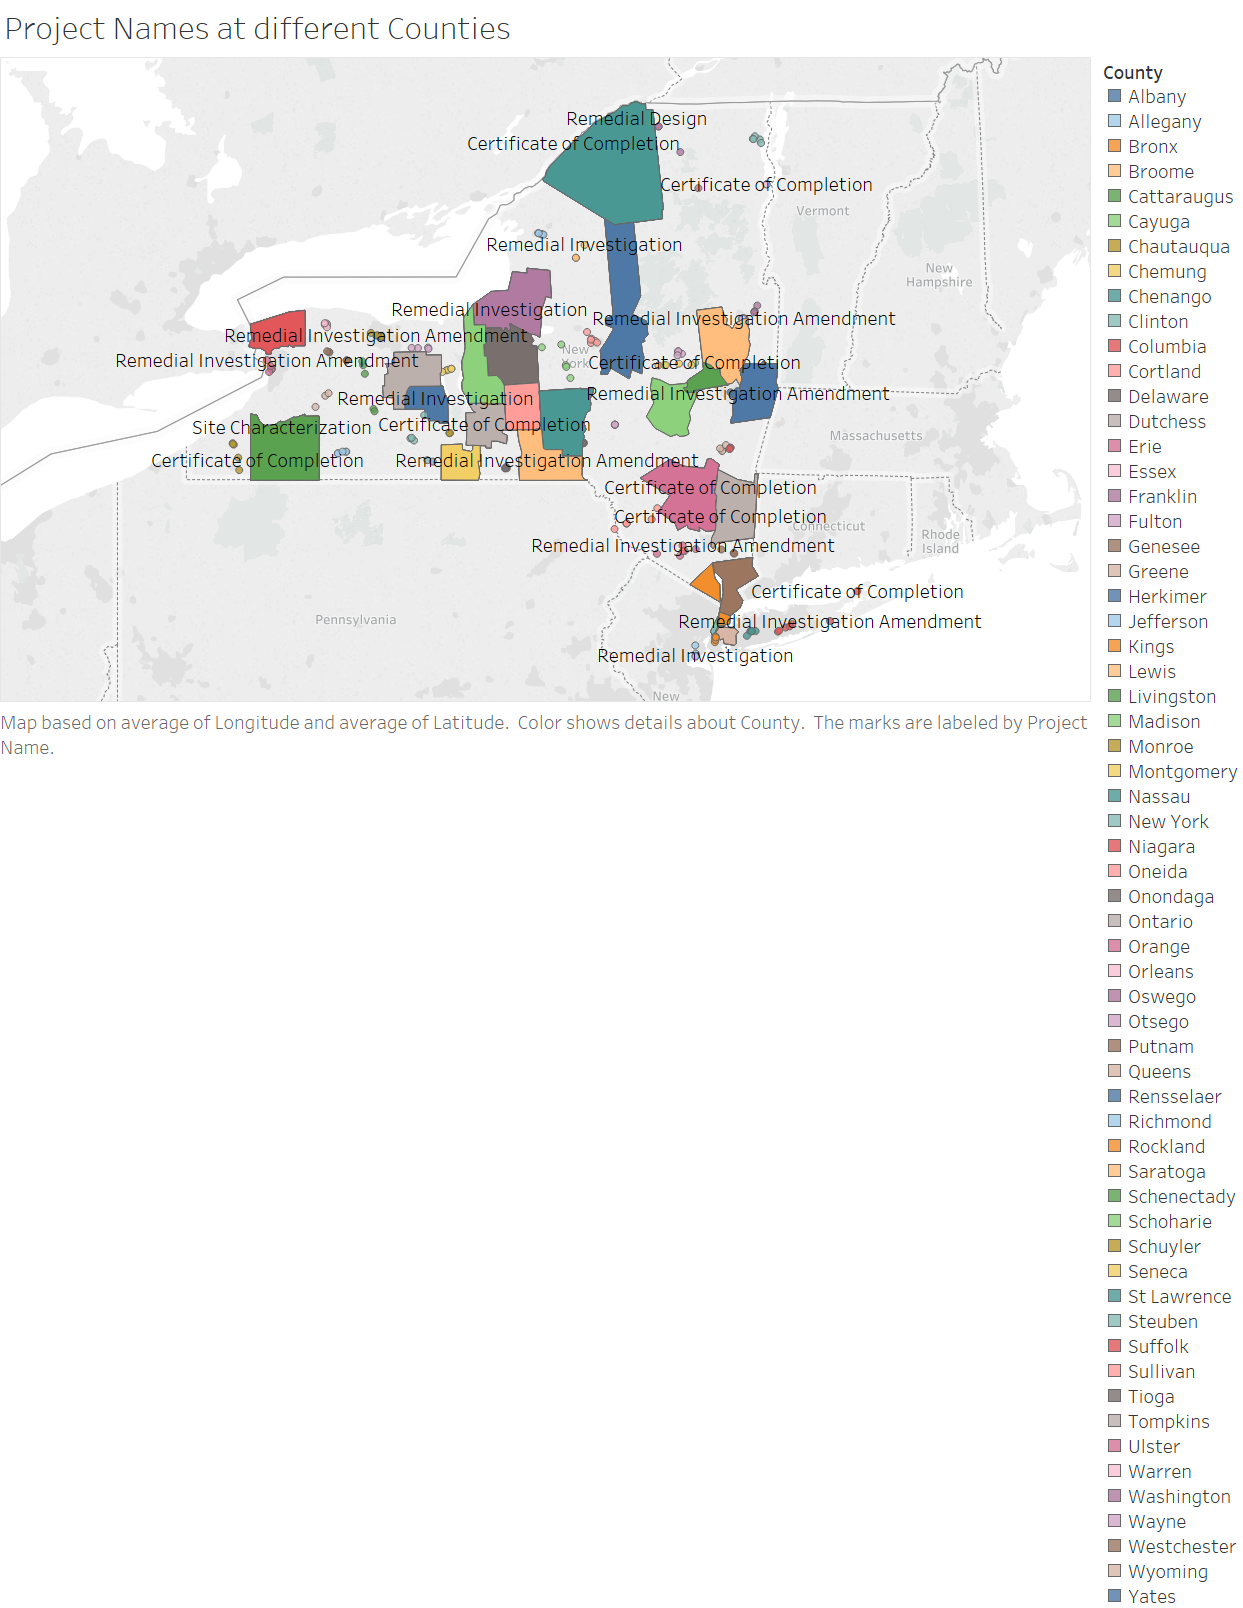 Project Names at different Counties
Remedial Design
Certificate of Completion
Certificate of Completion
Vermont
Remedial Investigation
New
Hampshire
Remedial Investigation
Remedial Investigation Amendment
Remedial Investigation Amendment
New
York
Remedial Investigation Amendment
Certificate of Completion
Remedial Investigation
Remedial Investigation Amendment
Site Characterization
Certificate of Completion
Massachusetts
Certificate of Completion
Remedial Investigation Amendment
Certificate of Completion
Certificate of Completion
Connecticut
Rhode
Island
Remedial Investigation Amendment
Certificate of Completion
Pennsylvania
Remedial Investigation Amendment
Remedial Investigation
New
Map based on average of Longitude and average of Latitude.  Color shows details about County.  The marks are labeled by Project
Name.
County
Albany
Allegany
Bronx
Broome
Cattaraugus
Cayuga
Chautauqua
Chemung
Chenango
Clinton
Columbia
Cortland
Delaware
Dutchess
Erie
Essex
Franklin
Fulton
Genesee
Greene
Herkimer
Jefferson
Kings
Lewis
Livingston
Madison
Monroe
Montgomery
Nassau
New York
Niagara
Oneida
Onondaga
Ontario
Orange
Orleans
Oswego
Otsego
Putnam
Queens
Rensselaer
Richmond
Rockland
Saratoga
Schenectady
Schoharie
Schuyler
Seneca
St Lawrence
Steuben
Suffolk
Sullivan
Tioga
Tompkins
Ulster
Warren
Washington
Wayne
Westchester
Wyoming
Yates